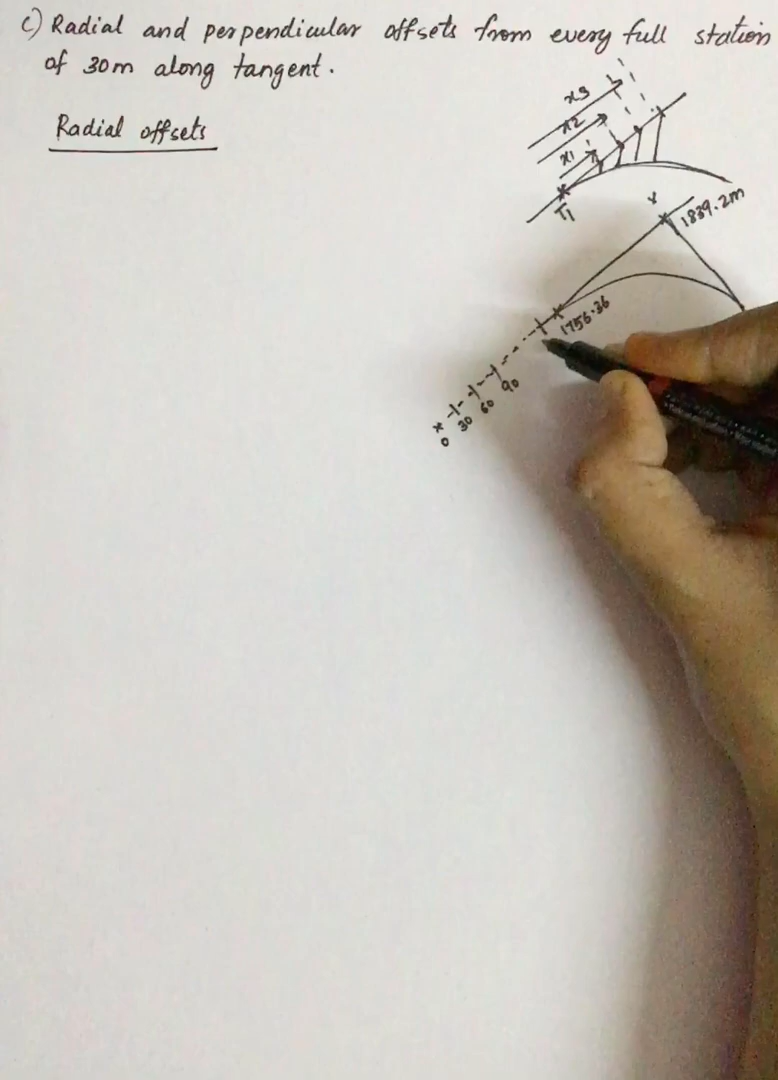 c) Radial and perpendicular offsets from every full station
of 30m along tangent.
Radial offsets
x3
x2
x1
T1
V
1839.2m
1756.36
90
60
30
0